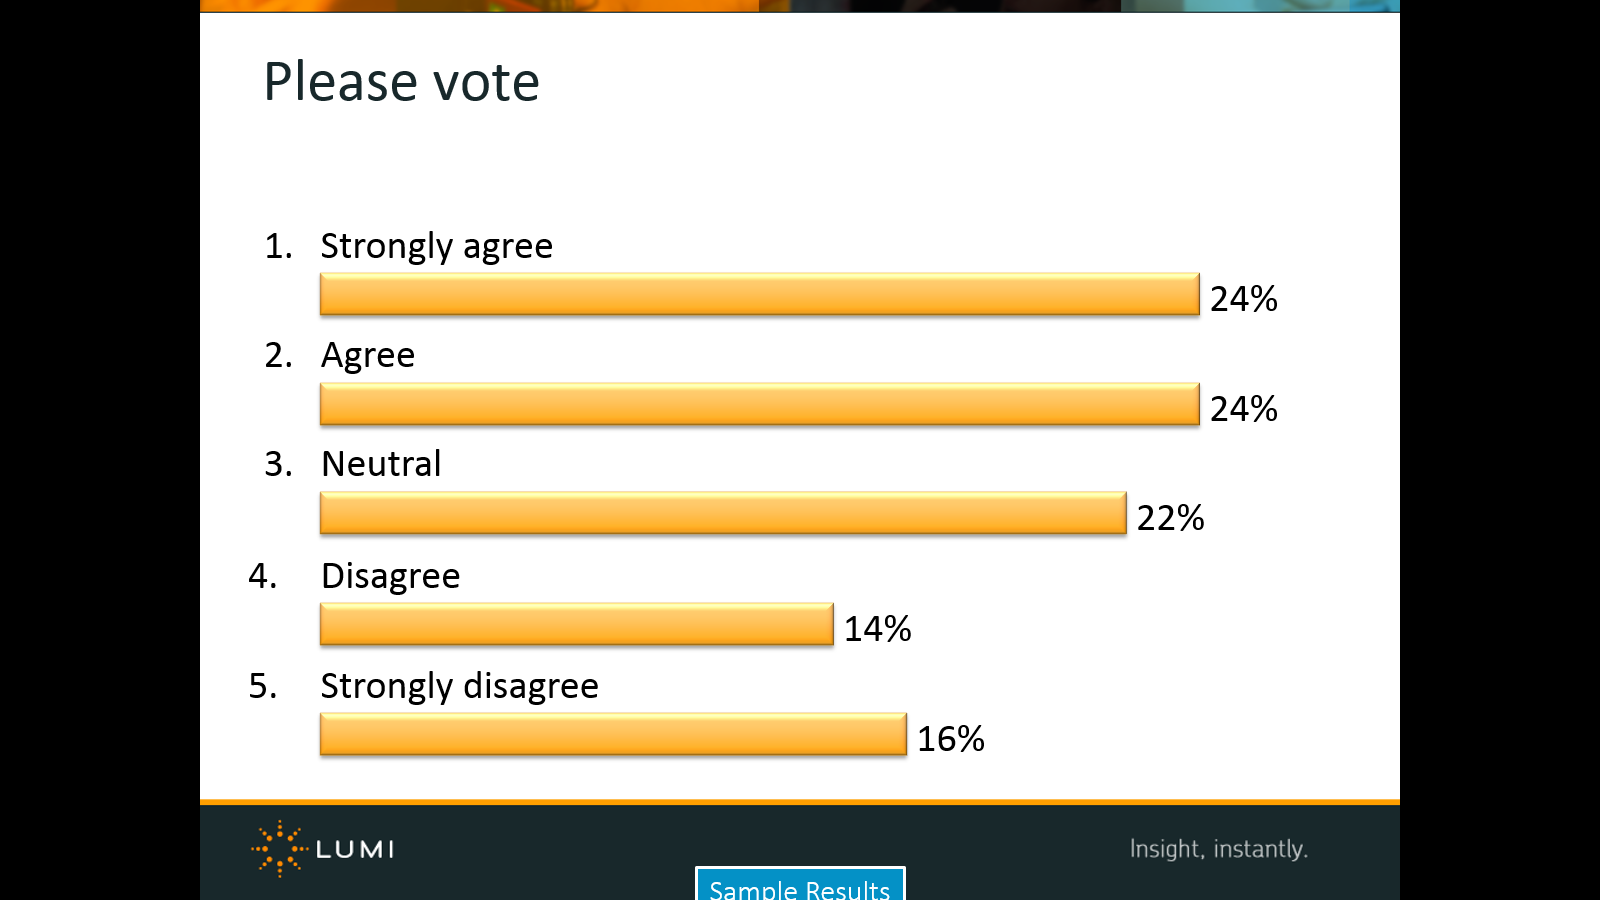 Please vote
1. Strongly agree
24%
2. Agree
24%
3. Neutral
22%
4. Disagree
14%
5. Strongly disagree
16%
LUMI
Insight, instantly.
Sample Results